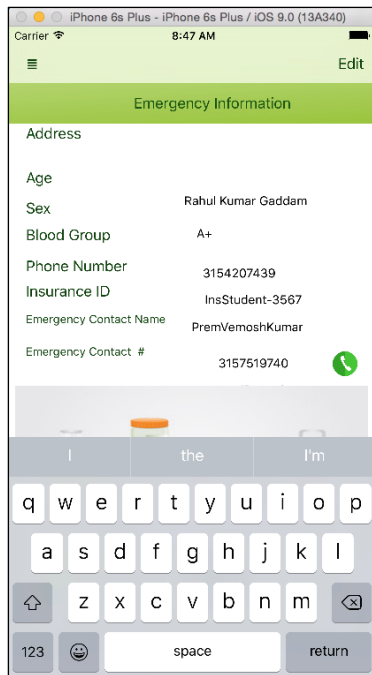 iPhone 6s Plus - iPhone 6s Plus / iOS 9.0 (13A340)
Carrier 8:47 AM
Edit
Emergency Information
Address
Age
Sex Rahul Kumar Gaddam
Blood Group A+
Phone Number 3154207439
Insurance ID InsStudent-3567
Emergency Contact Name PremVemoshKumar
Emergency Contact # 3157519740
I the I'm
q w e r t y u i o p
a s d f g h j k l
z x c v b n m
123 space return